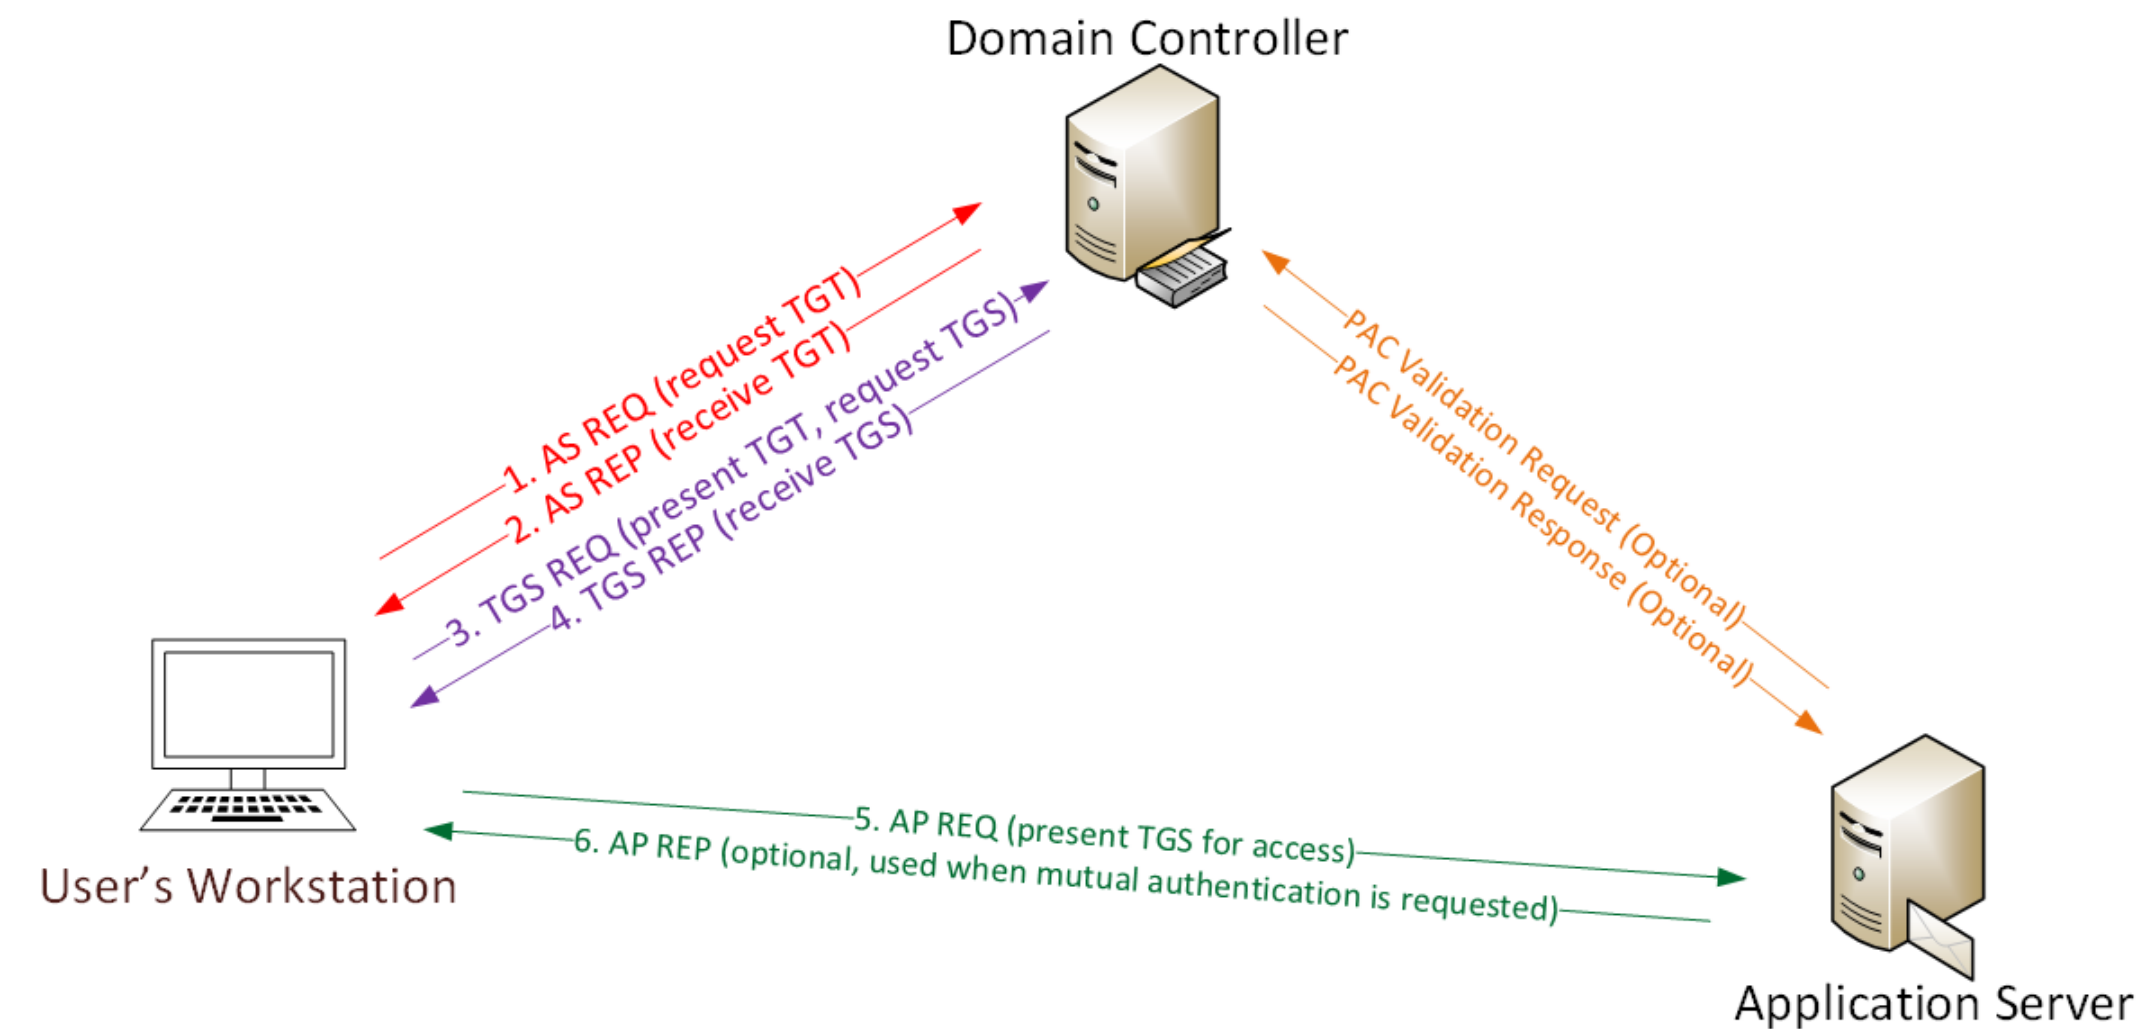 Domain Controller
1. AS REQ (request TGT)
2. AS REP (receive TGT)
3. TGS REQ (present TGT, request TGS)
4. TGS REP (receive TGS)
PAC Validation Request (Optional)
PAC Validation Response (Optional)
5. AP REQ (present TGS for access)
6. AP REP (optional, used when mutual authentication is requested)
User’s Workstation
Application Server